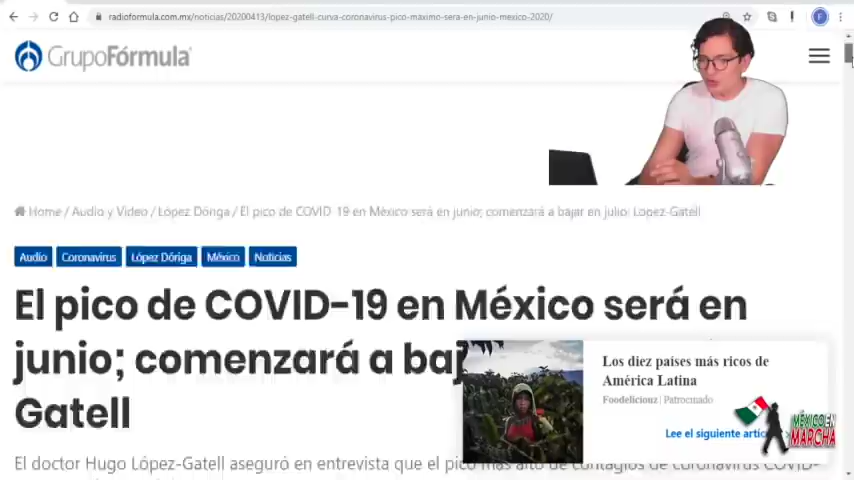 radioformula.com.mx/noticias/20200413/lopez-gatell-curva-coronavirus-pico-maximo-sera-en-junio-mexico-2020/
GrupoFórmula
Home / Audio y Video / López Dóriga / El pico de COVID-19 en México será en junio; comenzará a bajar en julio: López-Gatell
Audio Coronavirus López Dóriga México Noticias
El pico de COVID-19 en México será en
junio; comenzará a baj
Gatell
Los diez países más ricos de
América Latina
Foodeliciouz | Patrocinado
Lee el siguiente artíc
MÉXICO EN
MARCHA
El doctor Hugo López-Gatell aseguró en entrevista que el pico más alto de contagios de coronavirus COVID-